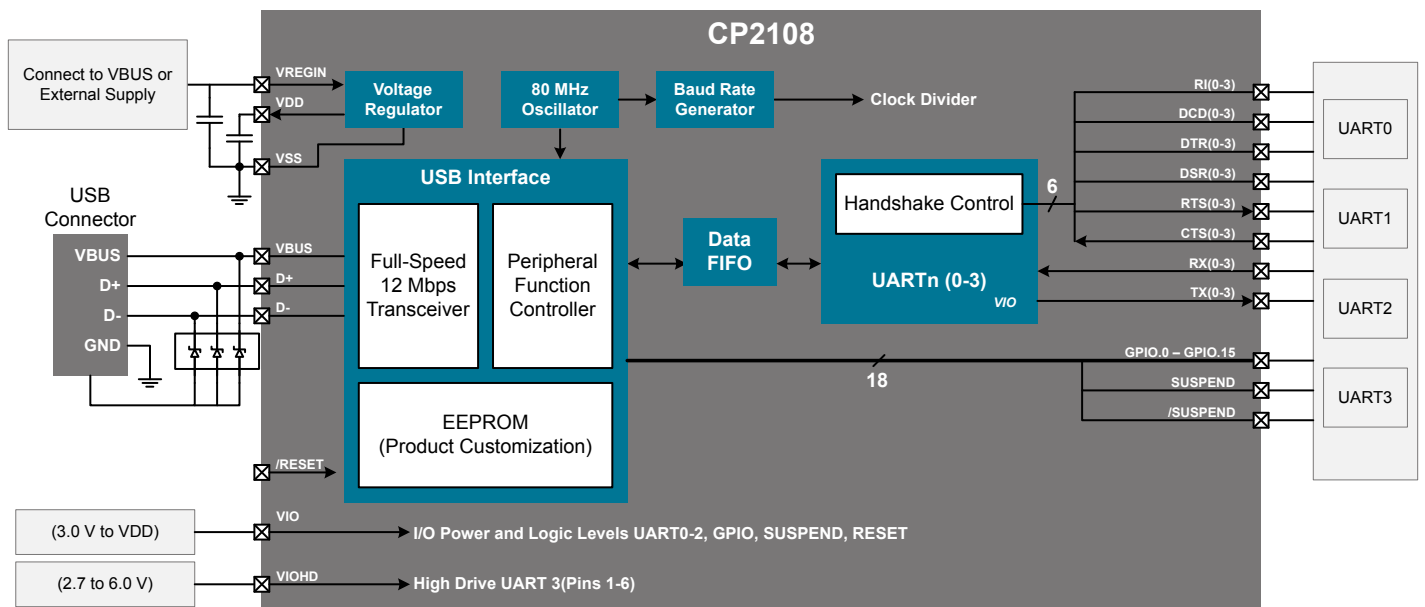 CP2108
Connect to VBUS or
External Supply
VREGIN
VDD
VSS
Voltage
Regulator
80 MHz
Oscillator
Baud Rate
Generator
Clock Divider
USB
Connector
VBUS
D+
D-
GND
VBUS
D+
D-
USB Interface
Full-Speed
12 Mbps
Transceiver
Peripheral
Function
Controller
EEPROM
(Product Customization)
Data
FIFO
Handshake Control
UARTn (0-3)
VIO
6
RI(0-3)
DCD(0-3)
DTR(0-3)
DSR(0-3)
RTS(0-3)
CTS(0-3)
RX(0-3)
TX(0-3)
18
GPIO.0 – GPIO.15
SUSPEND
/SUSPEND
UART0
UART1
UART2
UART3
/RESET
(3.0 V to VDD)
VIO
I/O Power and Logic Levels UART0-2, GPIO, SUSPEND, RESET
(2.7 to 6.0 V)
VIOHD
High Drive UART 3(Pins 1-6)